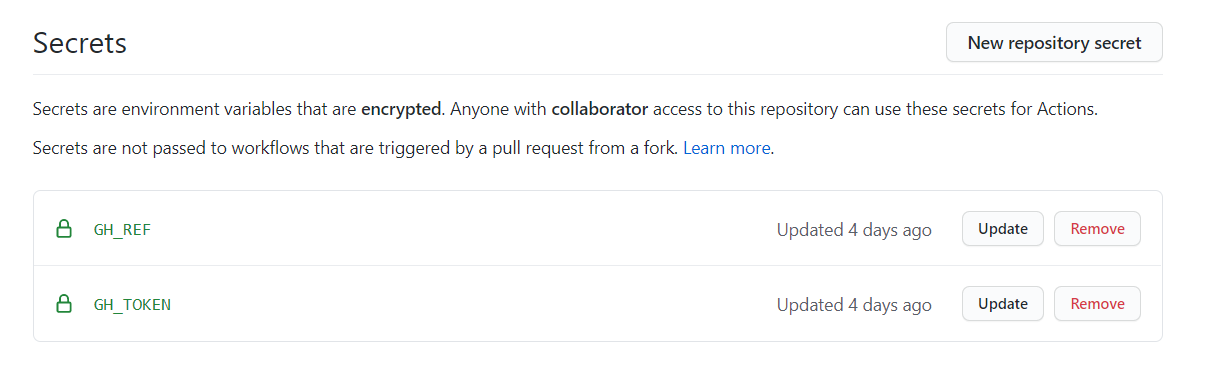 Secrets
New repository secret
Secrets are environment variables that are encrypted. Anyone with collaborator access to this repository can use these secrets for Actions.
Secrets are not passed to workflows that are triggered by a pull request from a fork. Learn more.
GH_REF Updated 4 days ago Update Remove
GH_TOKEN Updated 4 days ago Update Remove